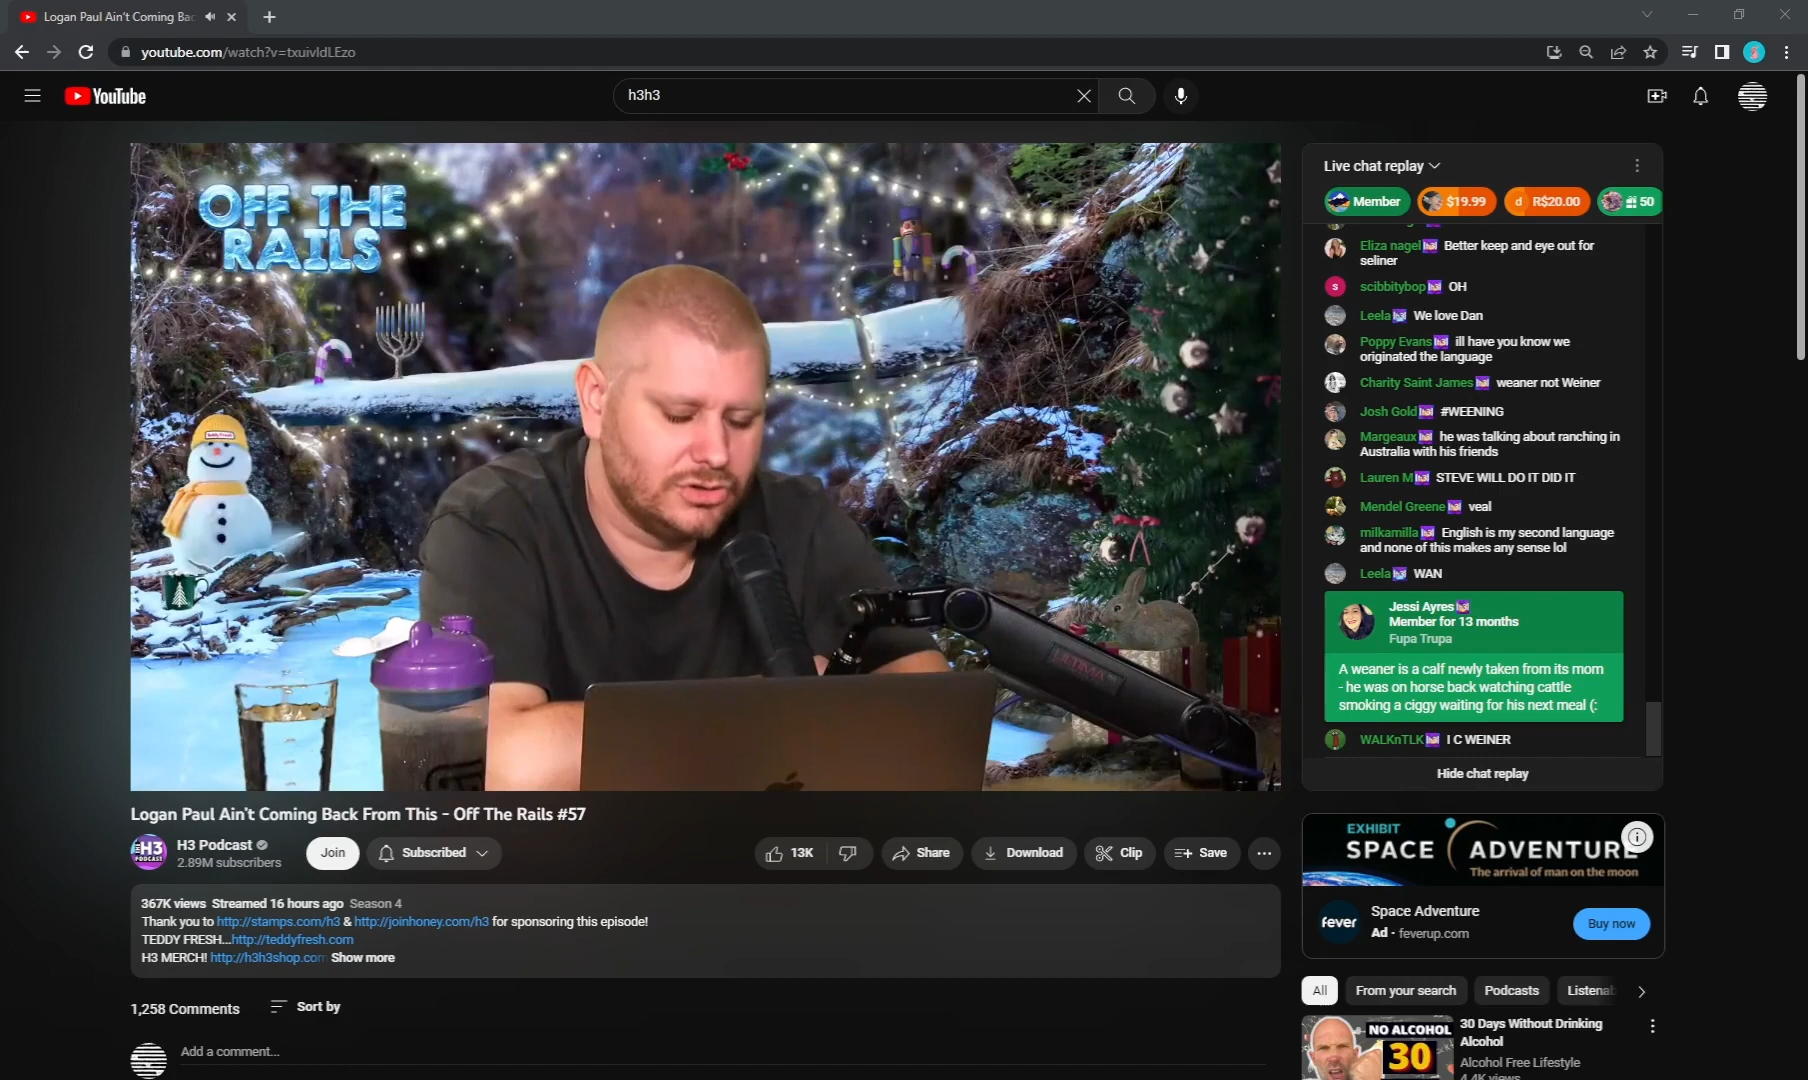 Logan Paul Ain't Coming Bac
youtube.com/watch?v=txuivldLEzo
YouTube
h3h3
OFF THE
RAILS
Live chat replay
Member
$19.99
d R$20.00
50
Eliza nagel Better keep and eye out for
seliner
s scibbitybop OH
Leela We love Dan
Poppy Evans ill have you know we
originated the language
Charity Saint James weaner not Weiner
Josh Gold #WEENING
Margeaux he was talking about ranching in
Australia with his friends
Lauren M STEVE WILL DO IT DID IT
Mendel Greene veal
milkamilla English is my second language
and none of this makes any sense lol
Leela WAN
Jessi Ayres
Member for 13 months
Fupa Trupa
A weaner is a calf newly taken from its mom
- he was on horse back watching cattle
smoking a ciggy waiting for his next meal (:
WALKnTLK I C WEINER
Hide chat replay
ULTIMA
Logan Paul Ain't Coming Back From This - Off The Rails #57
THE
H3
PODCAST
H3 Podcast
2.89M subscribers
Join
Subscribed
13K
Share
Download
Clip
Save
367K views Streamed 16 hours ago Season 4
Thank you to http://stamps.com/h3 & http://joinhoney.com/h3 for sponsoring this episode!
TEDDY FRESH...http://teddyfresh.com
H3 MERCH! http://h3h3shop.com Show more
1,258 Comments
Sort by
Add a comment...
EXHIBIT
SPACE ADVENTURE
The arrival of man on the moon
fever
Space Adventure
Ad · feverup.com
Buy now
All
From your search
Podcasts
Listenab
NO ALCOHOL
30
30 Days Without Drinking
Alcohol
Alcohol Free Lifestyle
4.4K views